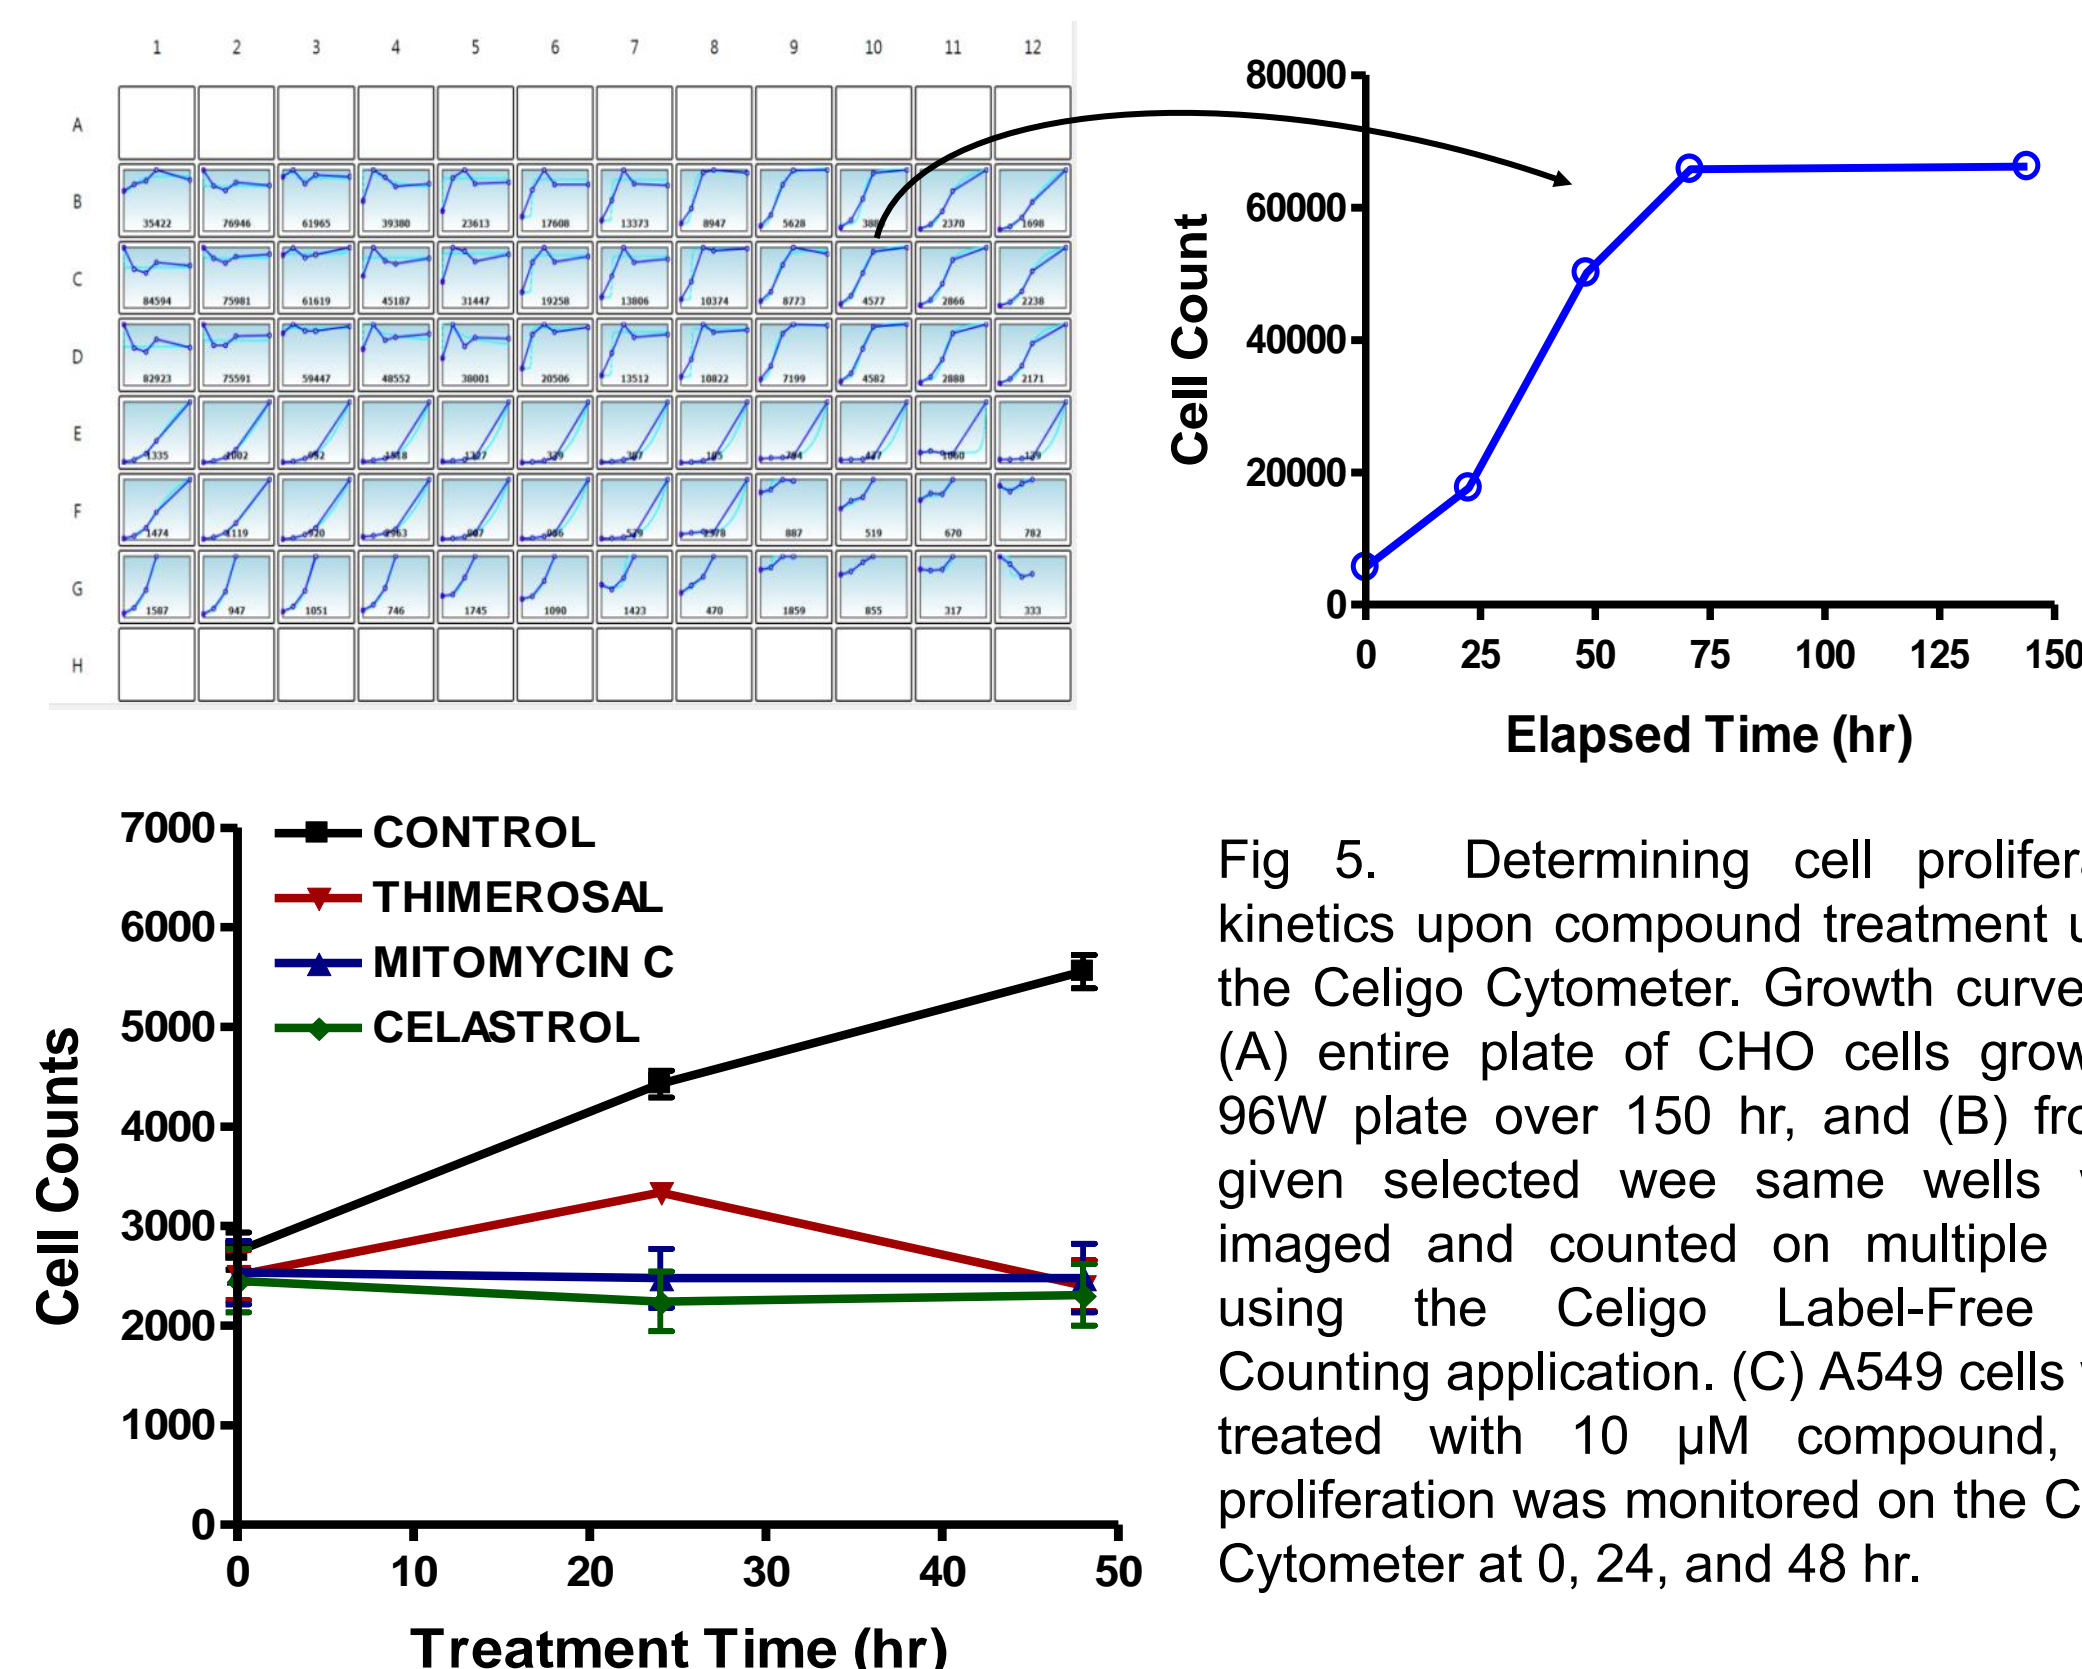 1 2 3 4 5 6 7 8 9 10 11 12
A
B 35422 76946 61965 39380 23613 17608 13373 8947 5628 2370 1698
C 84594 75981 61619 45187 31447 19258 13806 10374 8773 4577 2866 2238
D 82923 75591 59447 48552 38001 20506 13512 10822 7199 4582 2888 2171
E 1335
F 1474 1119 920 887 519 670 782
G 1587 947 1051 746 1745 1090 1423 470 1859 855 317 333
H
80000
60000
40000
20000
0
Cell Count
0 25 50 75 100 125 150
Elapsed Time (hr)
7000
6000
5000
4000
3000
2000
1000
0
Cell Counts
CONTROL
THIMEROSAL
MITOMYCIN C
CELASTROL
0 10 20 30 40 50
Treatment Time (hr)
Fig 5. Determining cell prolifera
kinetics upon compound treatment u
the Celigo Cytometer. Growth curve
(A) entire plate of CHO cells grow
96W plate over 150 hr, and (B) fro
given selected wee same wells
imaged and counted on multiple
using the Celigo Label-Free
Counting application. (C) A549 cells
treated with 10 µM compound,
proliferation was monitored on the C
Cytometer at 0, 24, and 48 hr.